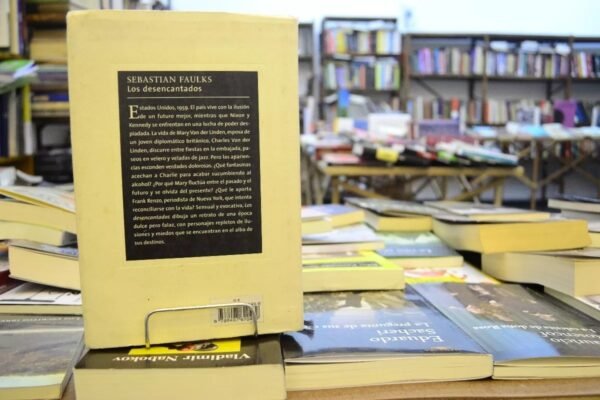 SEBASTIAN FAULKS
Los desencantados
Estados Unidos, 1959. El país vive con la ilusión
de un futuro mejor, mientras que Nixon y
Kennedy se enfrentan en una lucha de poder des-
piadada. La vida de Mary Van der Linden, esposa de
un joven diplomático británico, Charles Van der
Linden, discurre entre fiestas en la embajada, pa-
seos en velero y veladas de jazz. Pero las aparien-
cias esconden verdades dolorosas. ¿Qué fantasmas
acechan a Charlie para acabar sucumbiendo al
alcohol? ¿Por qué Mary fluctúa entre el pasado y el
futuro y se olvida del presente? ¿Qué le aparta
Frank Renzo, periodista de Nueva York, que intenta
reconciliarse con la vida? Sensual y evocativa, Los
desencantados dibuja un retrato de una época
dulce pero falaz, con personajes repletos de ilu-
siones y miedos que se encuentran en el alba de
sus destinos.
Vladimir Nabokov
Eduardo
Sacheri
La pregunta de sus